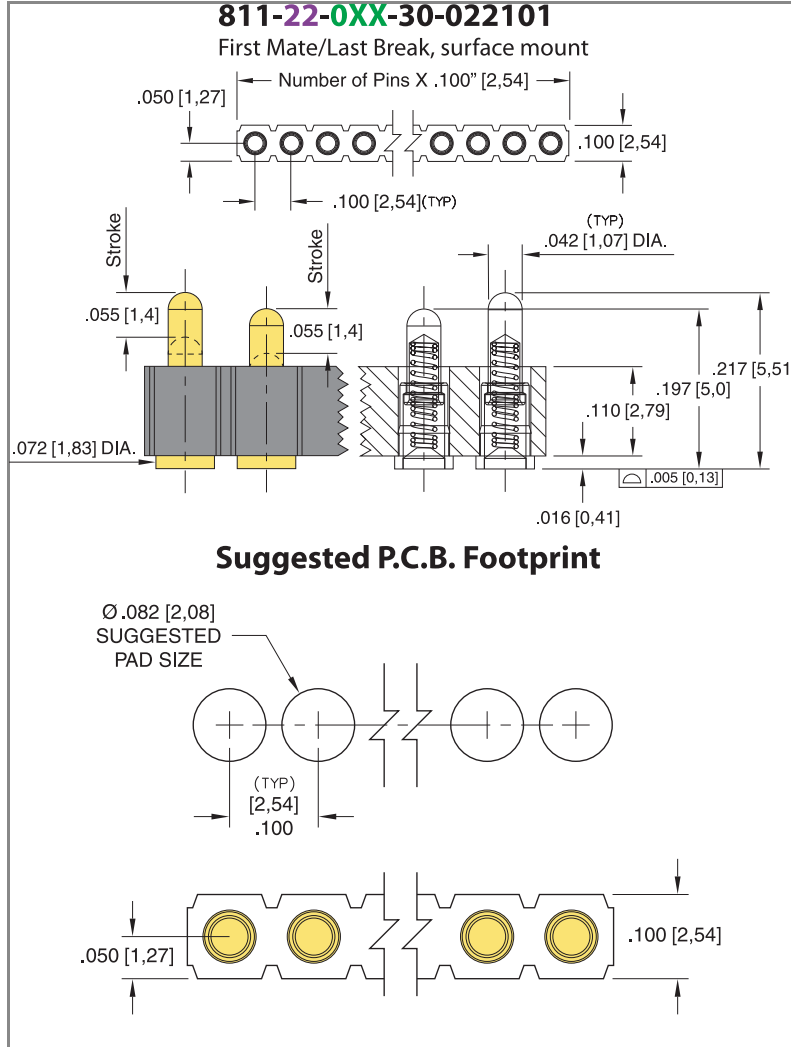 811-22-0XX-30-022101
First Mate/Last Break, surface mount
Number of Pins X .100" [2,54]
.050 [1,27]
.100 [2,54]
.100 [2,54](TYP)
Stroke
Stroke
(TYP)
.042 [1,07] DIA.
.055 [1,4]
.055 [1,4]
.217 [5,51]
.197 [5,0]
.110 [2,79]
.072 [1,83] DIA.
.005 [0,13]
.016 [0,41]
Suggested P.C.B. Footprint
Ø.082 [2,08]
SUGGESTED
PAD SIZE
(TYP)
[2,54]
.100
.050 [1,27]
.100 [2,54]